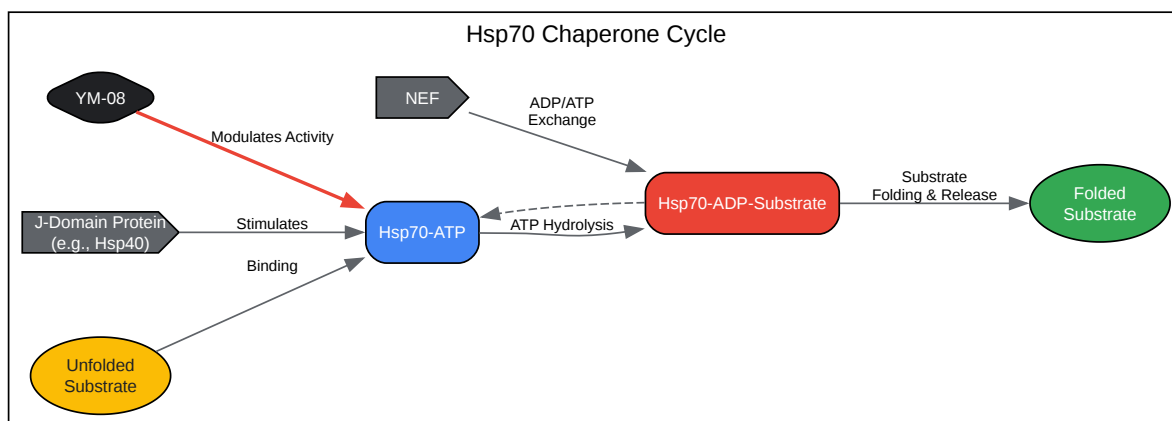 Hsp70 Chaperone Cycle
YM-08
NEF
ADP/ATP
Exchange
Modulates Activity
Substrate
Folding & Release
Folded
Substrate
Hsp70-ADP-Substrate
J-Domain Protein
(e.g., Hsp40)
Stimulates
Hsp70-ATP
ATP Hydrolysis
Binding
Unfolded
Substrate